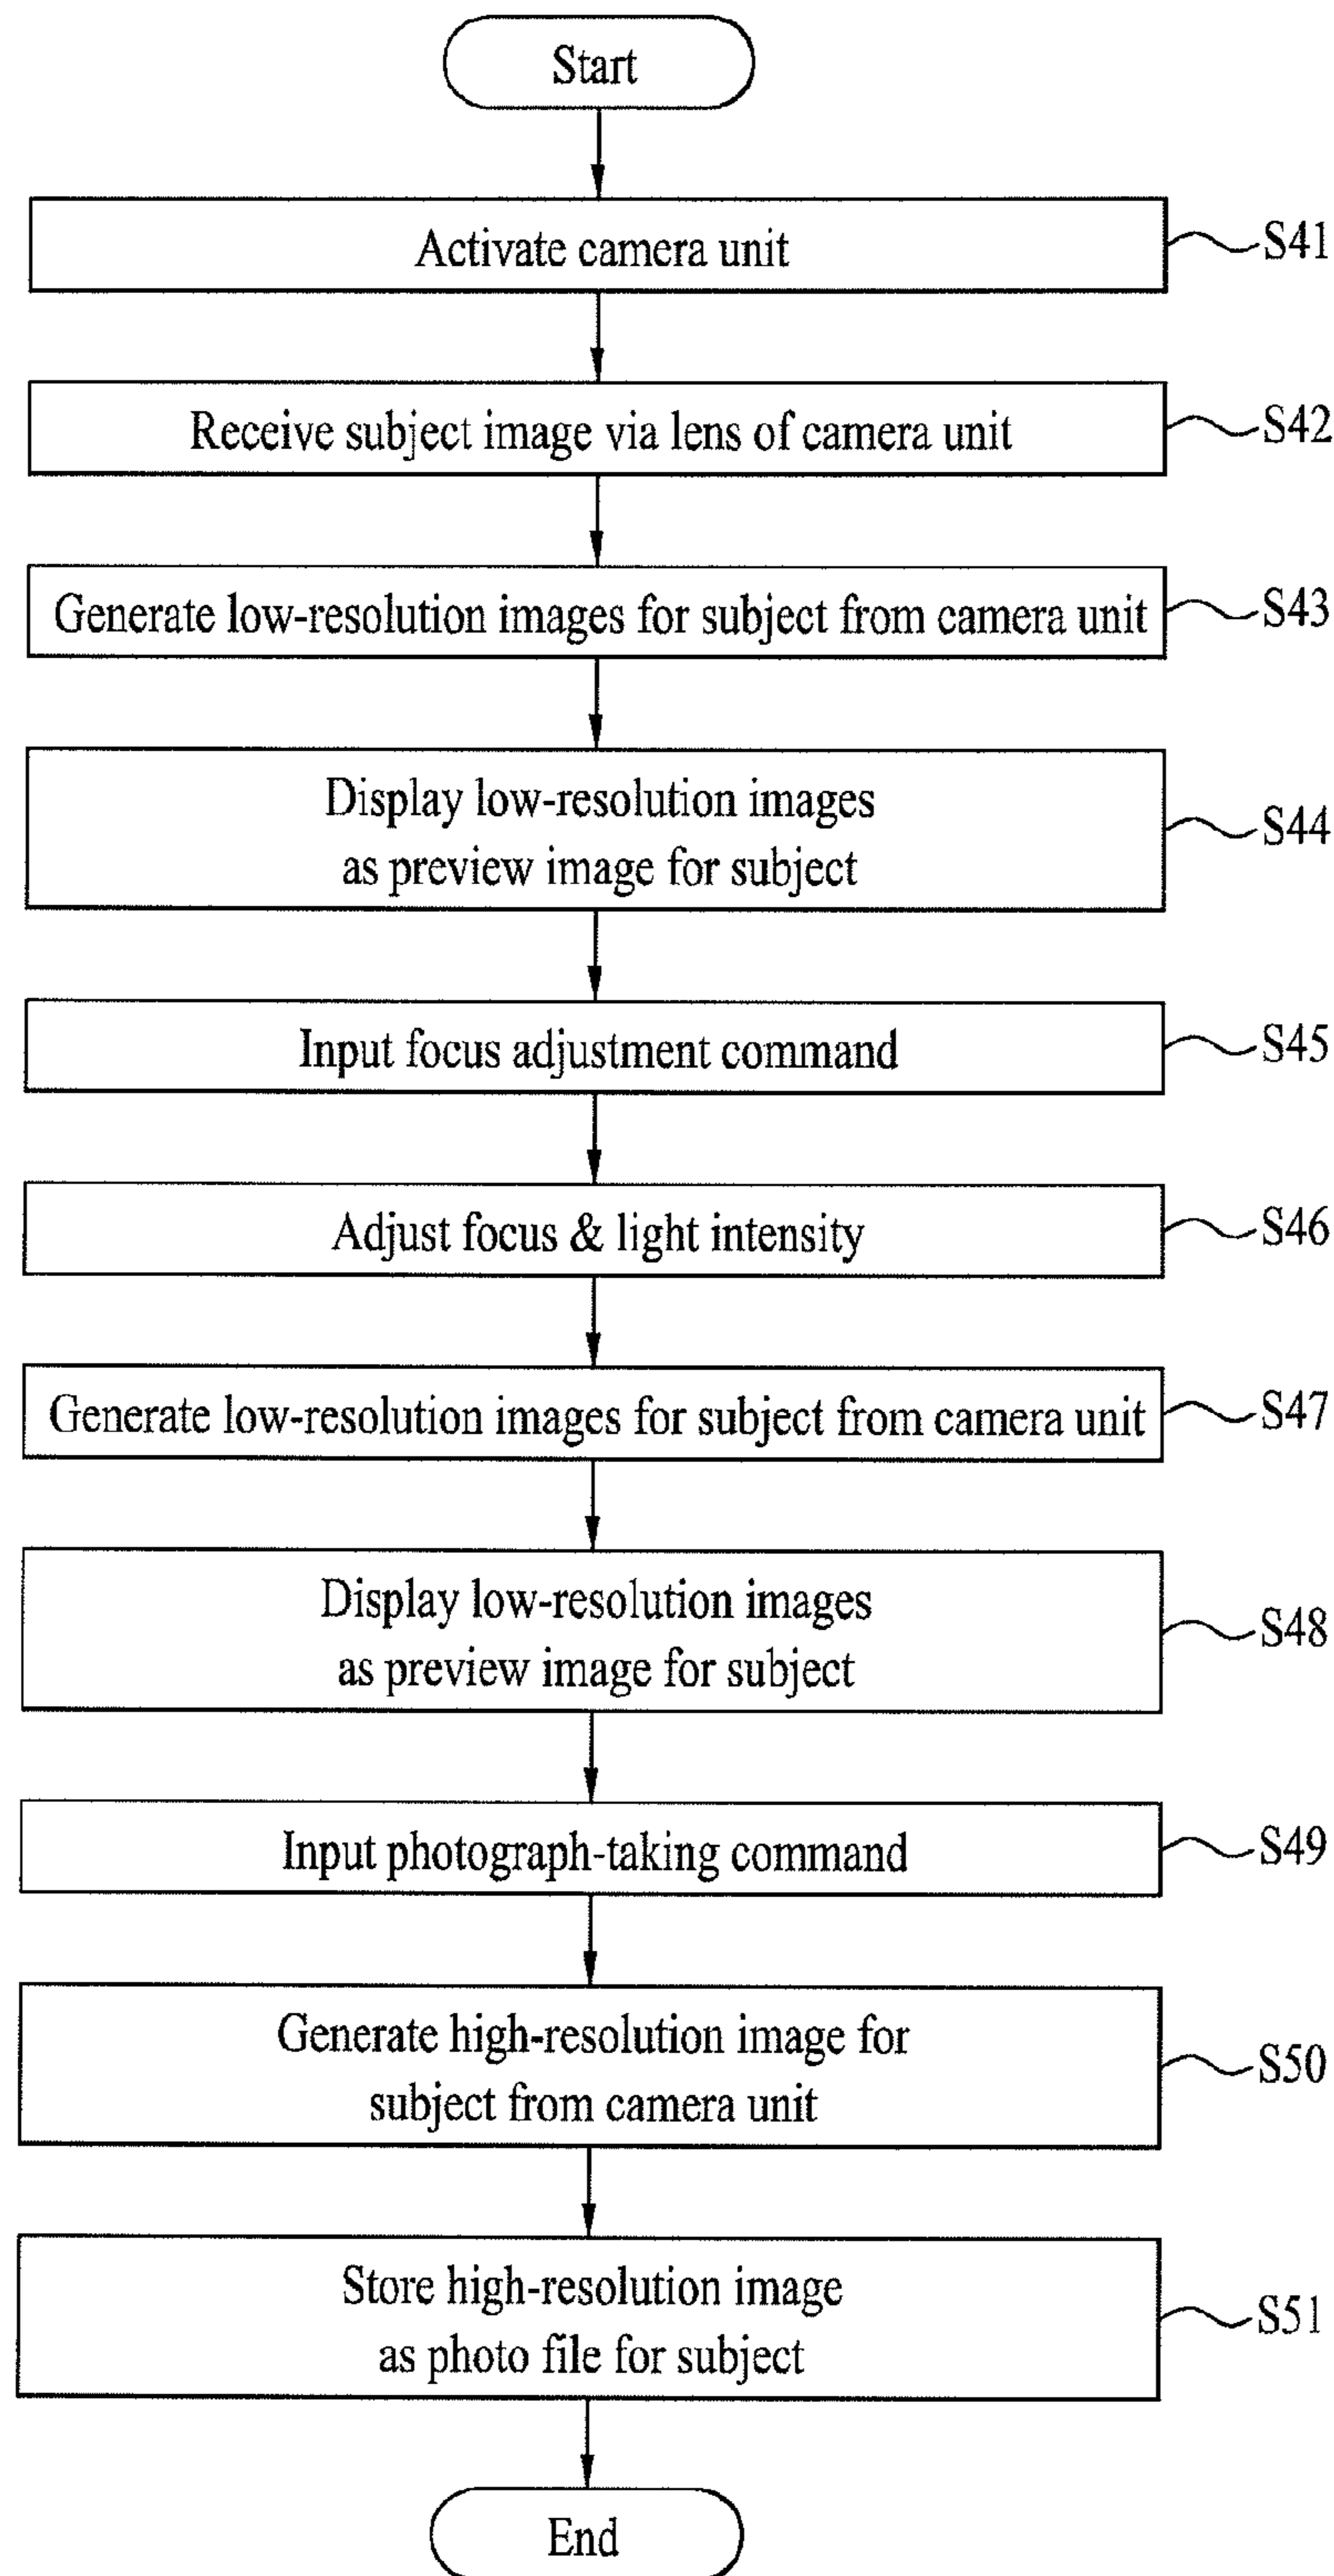 Start
Activate camera unit
S41
Receive subject image via lens of camera unit
S42
Generate low-resolution images for subject from camera unit
S43
Display low-resolution images
as preview image for subject
S44
Input focus adjustment command
S45
Adjust focus & light intensity
S46
Generate low-resolution images for subject from camera unit
S47
Display low-resolution images
as preview image for subject
S48
Input photograph-taking command
S49
Generate high-resolution image for
subject from camera unit
S50
Store high-resolution image
as photo file for subject
S51
End